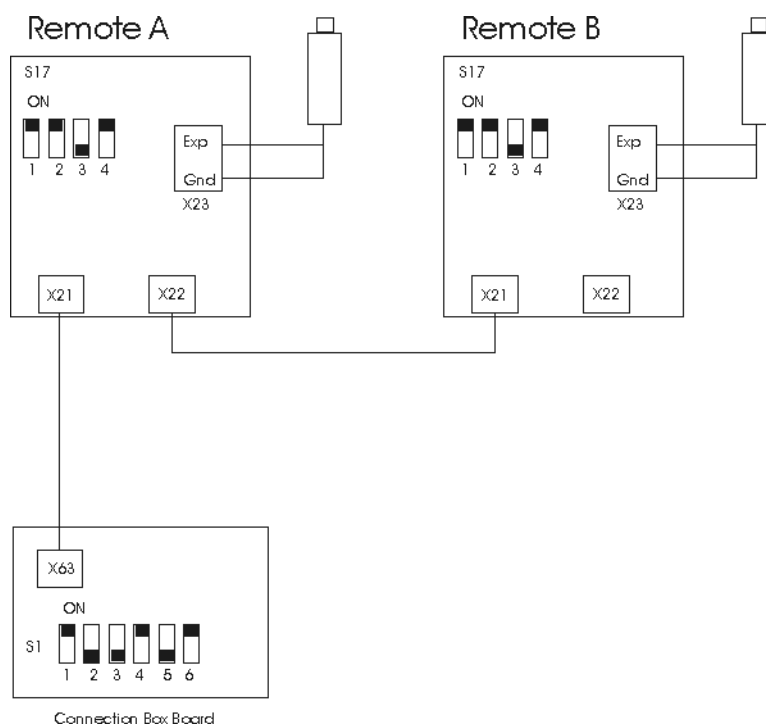 Remote A
S17
ON
1 2 3 4
Exp
Gnd
X23
X21
X22
Remote B
S17
ON
1 2 3 4
Exp
Gnd
X23
X21
X22
X63
ON
S1
1 2 3 4 5 6
Connection Box Board